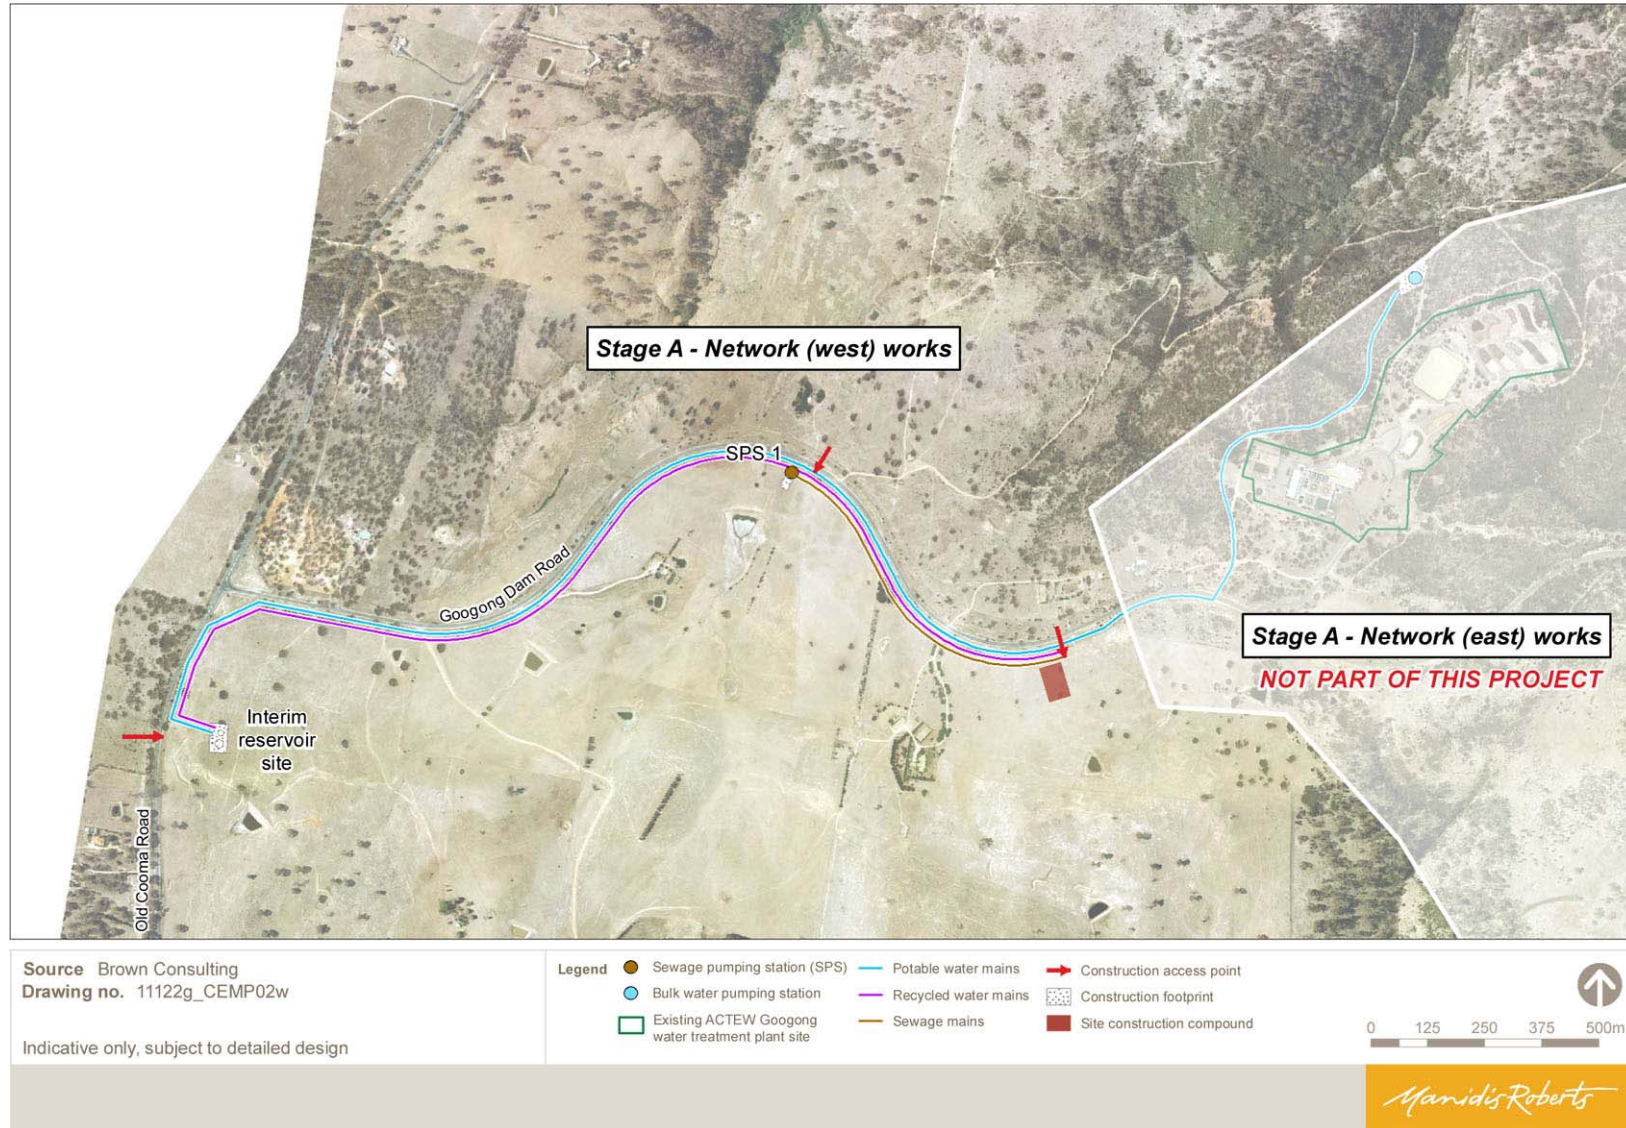 Stage A - Network (west) works
SPS 1
Googong Dam Road
Stage A - Network (east) works
NOT PART OF THIS PROJECT
Interim
reservoir
site
Old Cooma Road
Source Brown Consulting
Drawing no. 11122g_CEMP02w
Indicative only, subject to detailed design
Legend
Sewage pumping station (SPS)
Bulk water pumping station
Existing ACTEW Googong
water treatment plant site
Potable water mains
Recycled water mains
Sewage mains
Construction access point
Construction footprint
Site construction compound
0 125 250 375 500m
Manidis Roberts